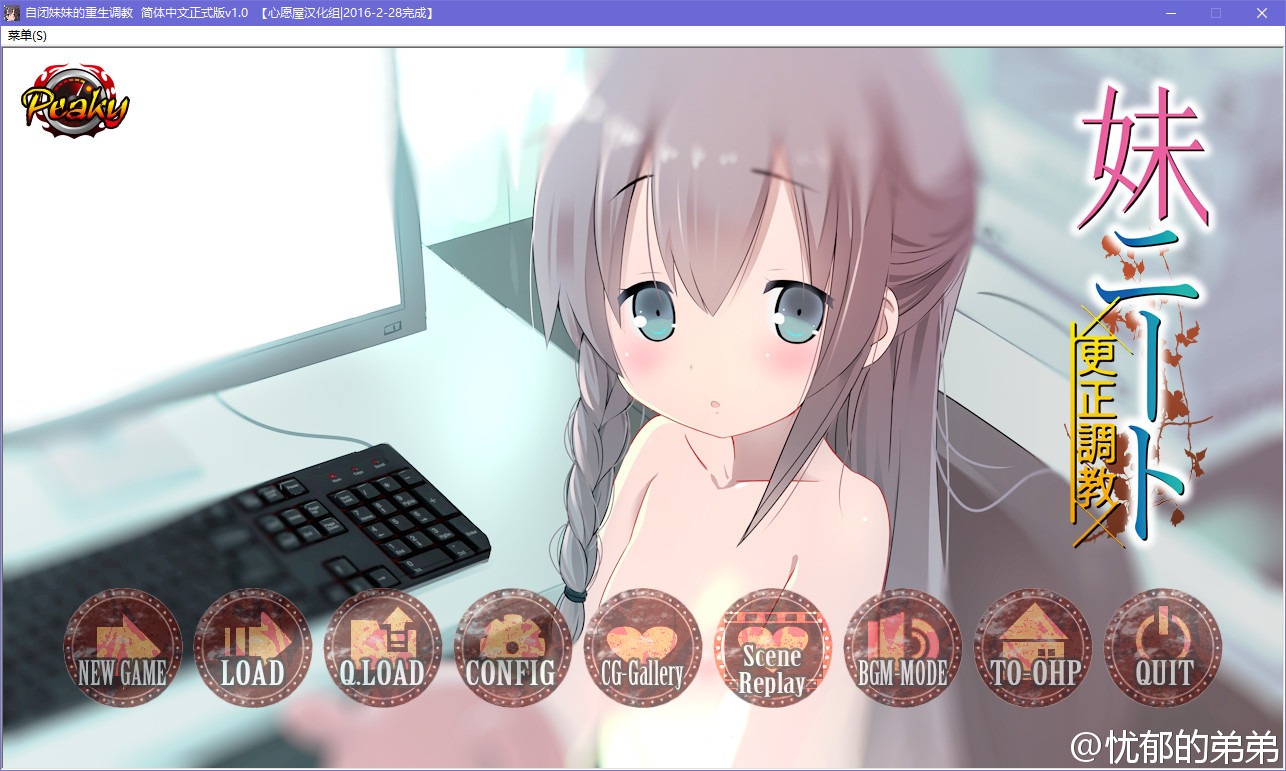 自闭妹妹的重生调教 简体中文正式版v1.0 【心愿屋汉化组|2016-2-28完成】
菜单(S)
Peaky
妹ニート
更正調教
NEW GAME
LOAD
Q.LOAD
CONFIG
CG-Gallery
Scene
Replay
BGM-MODE
TO=OHP
QUIT
@忧郁的弟弟